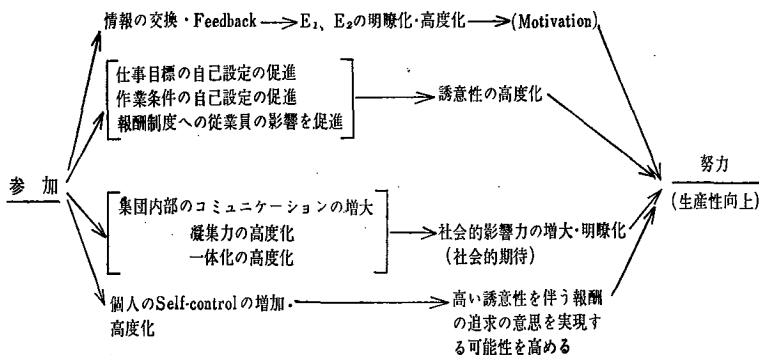 情報の交換・Feedback→E₁、E₂の明瞭化・高度化→(Motivation)
仕事目標の自己設定の促進
作業条件の自己設定の促進
報酬制度への従業員の影響を促進
誘意性の高度化
参加
努力
(生産性向上)
集団内部のコミュニケーションの増大
凝集力の高度化
一体化の高度化
社会的影響力の増大・明瞭化
(社会的期待)
個人のSelf-controlの増加・
高度化
高い誘意性を伴う報酬
の追求の意思を実現す
る可能性を高める